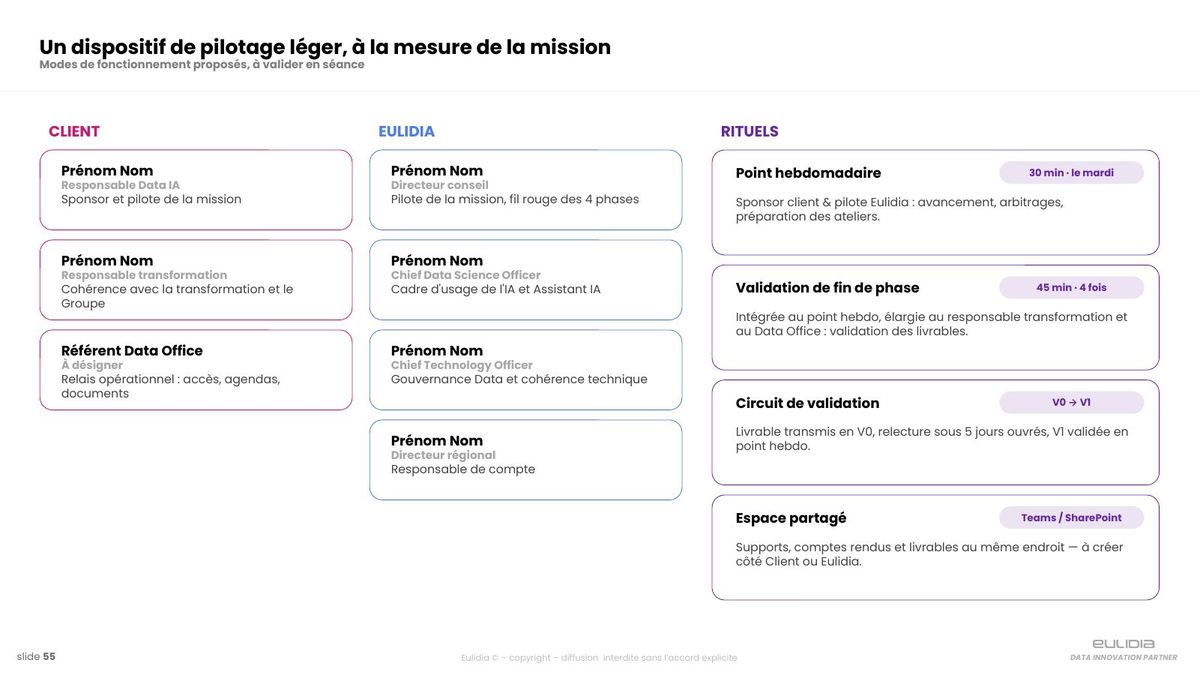 Un dispositif de pilotage léger, à la mesure de la mission
Modes de fonctionnement proposés, à valider en séance
CLIENT
Prénom Nom
Responsable Data IA
Sponsor et pilote de la mission
Prénom Nom
Responsable transformation
Cohérence avec la transformation et le
Groupe
Référent Data Office
À désigner
Relais opérationnel : accès, agendas,
documents
EULIDIA
Prénom Nom
Directeur conseil
Pilote de la mission, fil rouge des 4 phases
Prénom Nom
Chief Data Science Officer
Cadre d'usage de l'IA et Assistant IA
Prénom Nom
Chief Technology Officer
Gouvernance Data et cohérence technique
Prénom Nom
Directeur régional
Responsable de compte
RITUELS
Point hebdomadaire
30 min · le mardi
Sponsor client & pilote Eulidia : avancement, arbitrages,
préparation des ateliers.
Validation de fin de phase
45 min · 4 fois
Intégrée au point hebdo, élargie au responsable transformation et
au Data Office : validation des livrables.
Circuit de validation
V0 → V1
Livrable transmis en V0, relecture sous 5 jours ouvrés, V1 validée en
point hebdo.
Espace partagé
Teams / SharePoint
Supports, comptes rendus et livrables au même endroit — à créer
côté Client ou Eulidia.
slide 55
Eulidia © – copyright – diffusion  interdite sans l'accord explicite
EULIDIA
DATA INNOVATION PARTNER